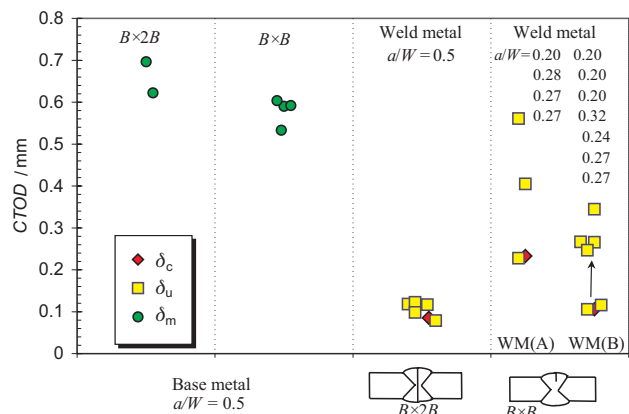 B×2B
B×B
Weld metal
a/W = 0.5
Weld metal
a/W= 0.20 0.20
0.28 0.20
0.27 0.20
0.27 0.32
0.24
0.27
0.27
CTOD / mm
0.8
0.7
0.6
0.5
0.4
0.3
0.2
0.1
0
δc
δu
δm
WM(A) WM(B)
Base metal
a/W = 0.5
B×2B
B×B